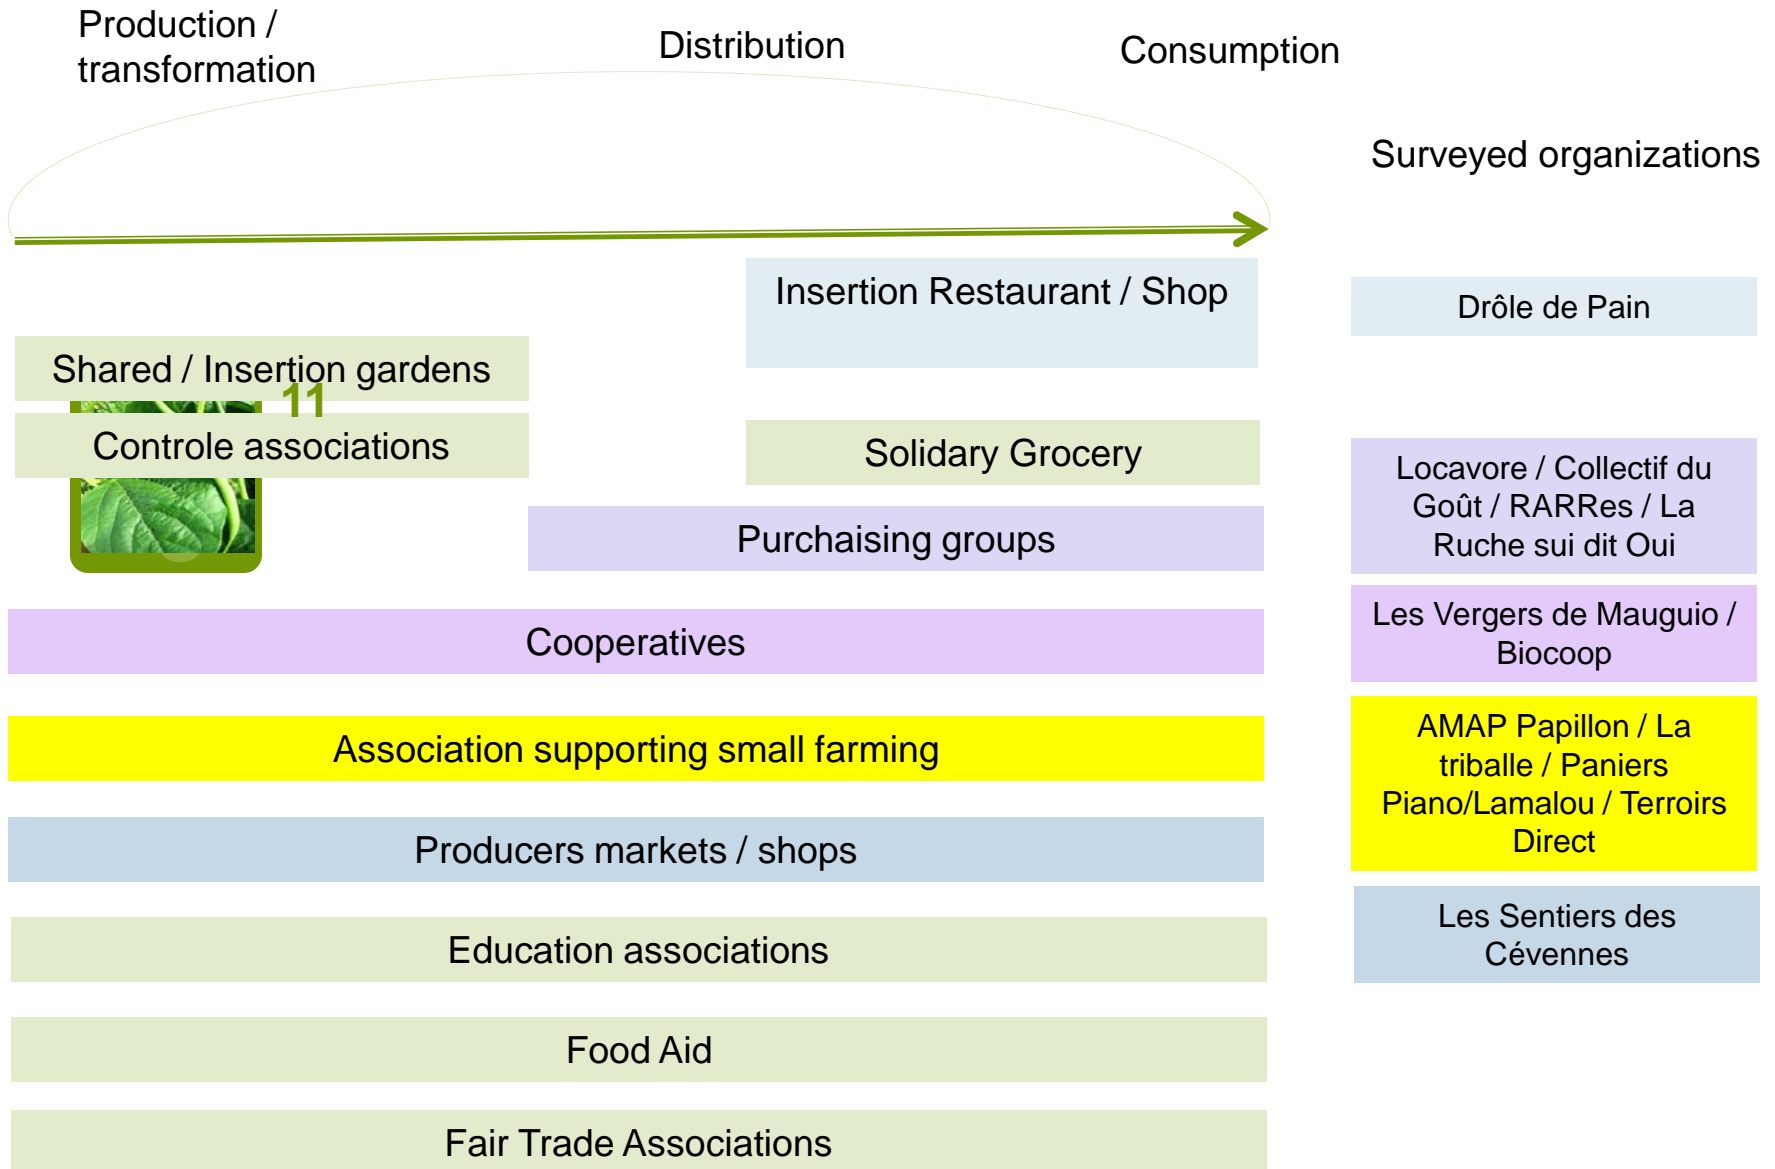 Production /
transformation
Distribution
Consumption
Surveyed organizations
Insertion Restaurant / Shop
Drôle de Pain
Shared / Insertion gardens
11
Controle associations
Solidary Grocery
Locavore / Collectif du
Goût / RARRes / La
Ruche sui dit Oui
Purchaising groups
Cooperatives
Les Vergers de Mauguio /
Biocoop
Association supporting small farming
AMAP Papillon / La
triballe / Paniers
Piano/Lamalou / Terroirs
Direct
Producers markets / shops
Les Sentiers des
Cévennes
Education associations
Food Aid
Fair Trade Associations